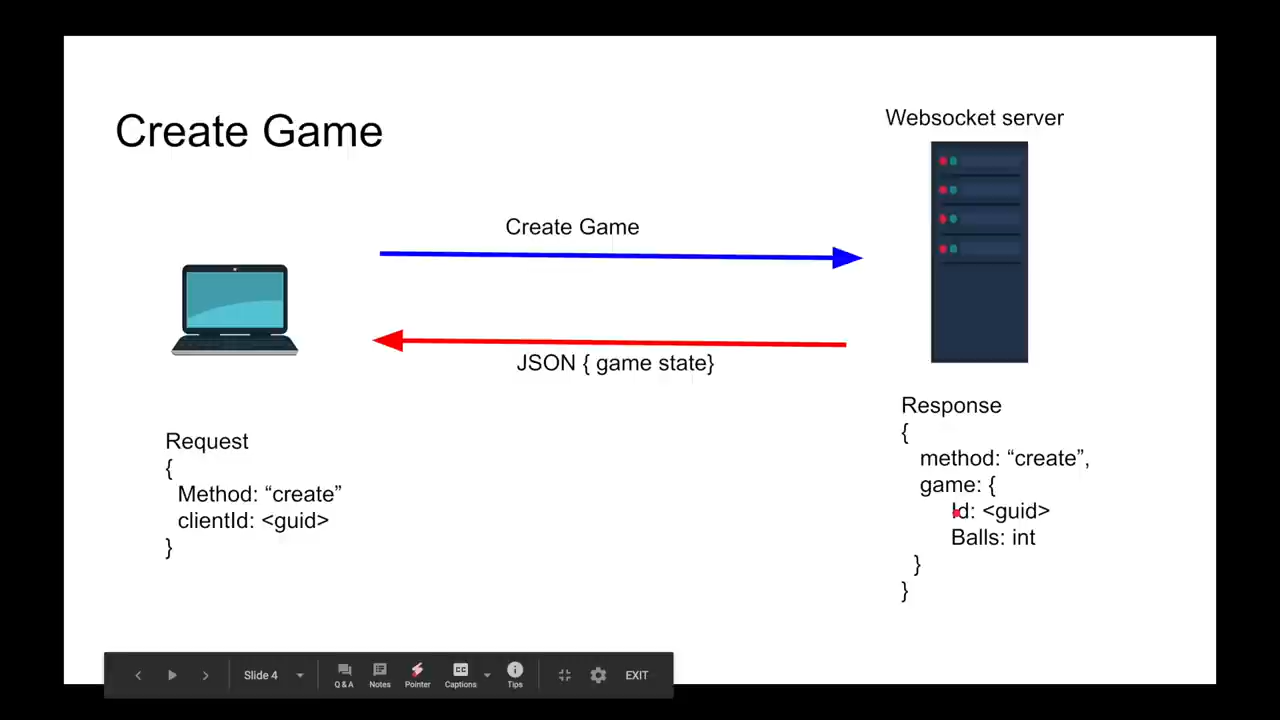 Create Game
Websocket server
Create Game
JSON { game state}
Request
{
Method: “create”
clientId: <guid>
}
Response
{
method: “create”,
game: {
Id: <guid>
Balls: int
}
}
Slide 4
Q & A
Notes
Pointer
CC
Captions
Tips
EXIT